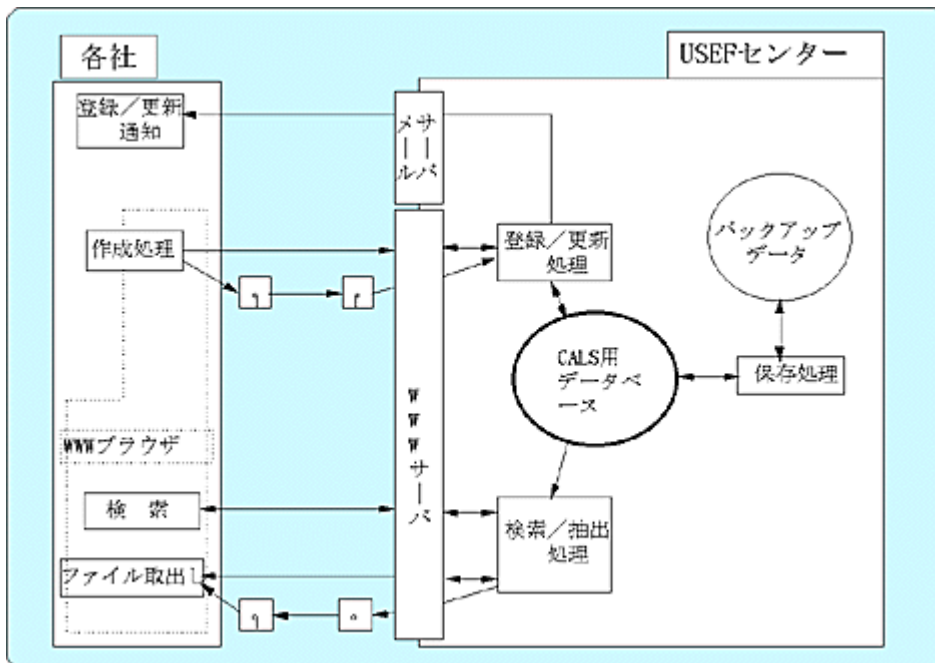 各社
USEFセンター
登録／更新
通知
メール
サーバ
作成処理
登録／更新
処理
バックアップ
データ
CALS用
データベ
ース
保存処理
WWWサーバ
WWWブラウザ
検 索
検索／抽出
処理
ファイル取出し